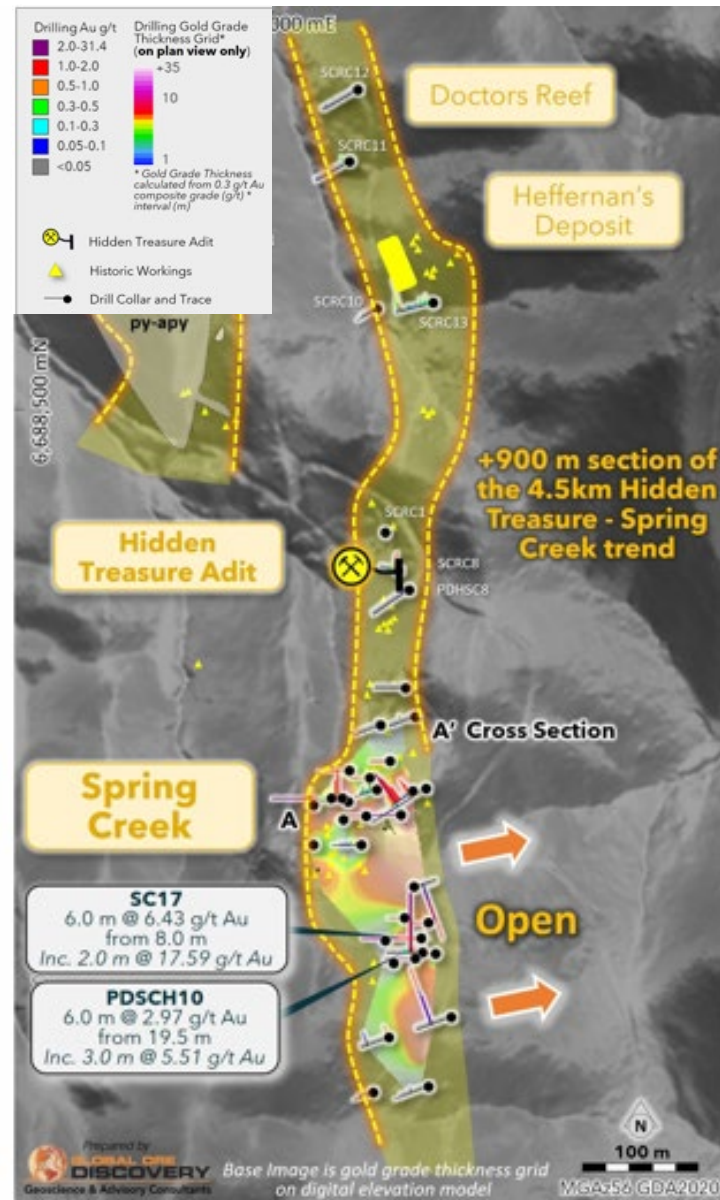 Drilling Au g/t
2.0-31.4
1.0-2.0
0.5-1.0
0.3-0.5
0.1-0.3
0.05-0.1
<0.05
Drilling Gold Grade
Thickness Grid*
(on plan view only)
+35
10
1
* Gold Grade Thickness
calculated from 0.3 g/t Au
composite grade (g/t) *
interval (m)
Hidden Treasure Adit
Historic Workings
Drill Collar and Trace
000 mE
SCRC12
Doctors Reef
SCRC11
Heffernan's
Deposit
SCRC10
SCRC13
py-apy
6,688,500 mN
+900 m section of
the 4.5km Hidden
Treasure - Spring
Creek trend
SCRC1
Hidden
Treasure Adit
SCRC8
PDHSC8
A' Cross Section
Spring
Creek
A
SC17
6.0 m @ 6.43 g/t Au
from 8.0 m
Inc. 2.0 m @ 17.59 g/t Au
Open
PDSCH10
6.0 m @ 2.97 g/t Au
from 19.5 m
Inc. 3.0 m @ 5.51 g/t Au
N
100 m
MGA-54 GDA2020
Prepared by
GLOBAL ORE
DISCOVERY
Geoscience & Advisory Consultants
Base Image is gold grade thickness grid
on digital elevation model